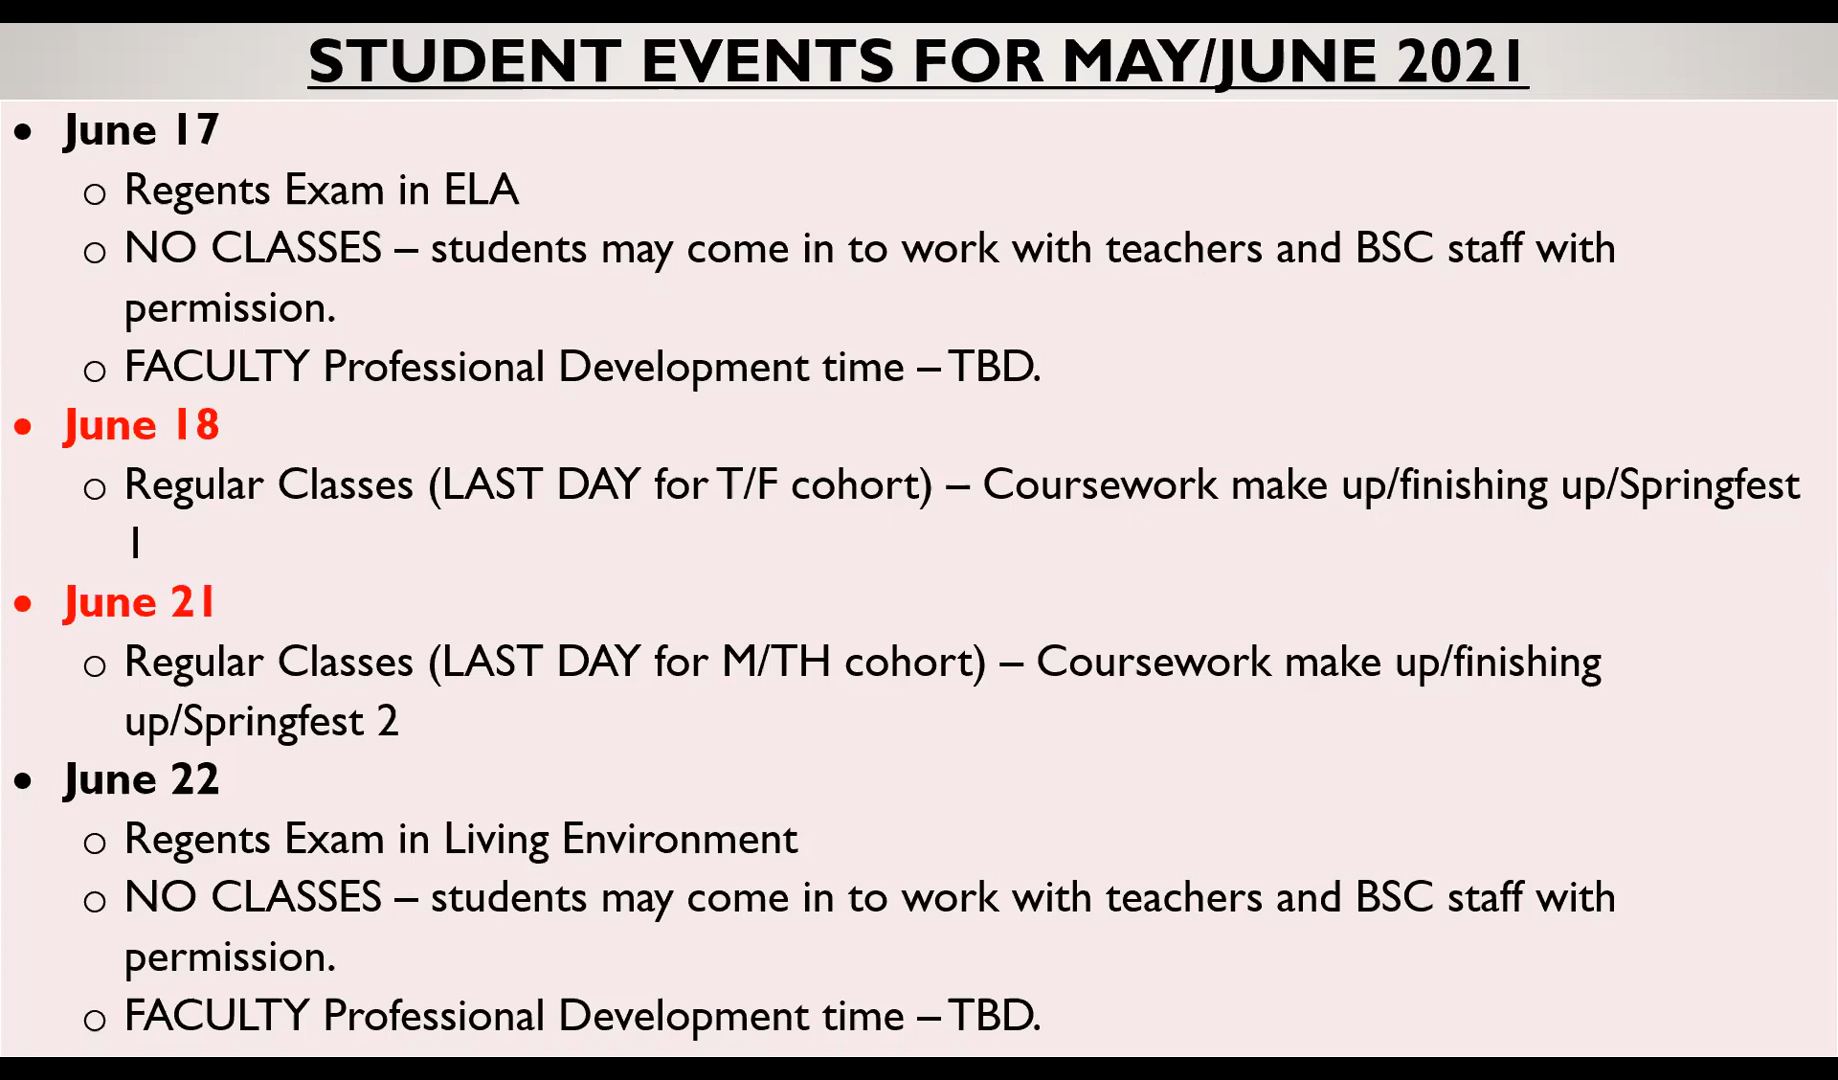 STUDENT EVENTS FOR MAY/JUNE 2021
• June 17
o Regents Exam in ELA
o NO CLASSES – students may come in to work with teachers and BSC staff with
permission.
o FACULTY Professional Development time – TBD.
• June 18
o Regular Classes (LAST DAY for T/F cohort) – Coursework make up/finishing up/Springfest
1
• June 21
o Regular Classes (LAST DAY for M/TH cohort) – Coursework make up/finishing
up/Springfest 2
• June 22
o Regents Exam in Living Environment
o NO CLASSES – students may come in to work with teachers and BSC staff with
permission.
o FACULTY Professional Development time – TBD.